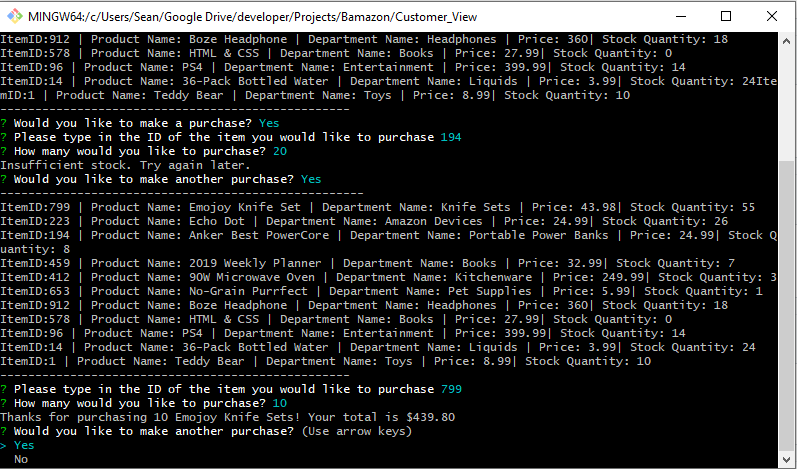 MINGW64:/c/Users/Sean/Google Drive/developer/Projects/Bamazon/Customer_View
ItemID:912 | Product Name: Boze Headphone | Department Name: Headphones | Price: 360| Stock Quantity: 18
ItemID:578 | Product Name: HTML & CSS | Department Name: Books | Price: 27.99| Stock Quantity: 0
ItemID:96 | Product Name: PS4 | Department Name: Entertainment | Price: 399.99| Stock Quantity: 14
ItemID:14 | Product Name: 36-Pack Bottled Water | Department Name: Liquids | Price: 3.99| Stock Quantity: 24Ite
mID:1 | Product Name: Teddy Bear | Department Name: Toys | Price: 8.99| Stock Quantity: 10
--------------------------------------------------
? Would you like to make a purchase? Yes
? Please type in the ID of the item you would like to purchase 194
? How many would you like to purchase? 20
Insufficient stock. Try again later.
? Would you like to make another purchase? Yes
----------------------------------------------------
ItemID:799 | Product Name: Emojoy Knife Set | Department Name: Knife Sets | Price: 43.98| Stock Quantity: 55
ItemID:223 | Product Name: Echo Dot | Department Name: Amazon Devices | Price: 24.99| Stock Quantity: 26
ItemID:194 | Product Name: Anker Best PowerCore | Department Name: Portable Power Banks | Price: 24.99| Stock Q
uantity: 8
ItemID:459 | Product Name: 2019 Weekly Planner | Department Name: Books | Price: 32.99| Stock Quantity: 7
ItemID:412 | Product Name: 90W Microwave Oven | Department Name: Kitchenware | Price: 249.99| Stock Quantity: 3
ItemID:653 | Product Name: No-Grain Purrfect | Department Name: Pet Supplies | Price: 5.99| Stock Quantity: 1
ItemID:912 | Product Name: Boze Headphone | Department Name: Headphones | Price: 360| Stock Quantity: 18
ItemID:578 | Product Name: HTML & CSS | Department Name: Books | Price: 27.99| Stock Quantity: 0
ItemID:96 | Product Name: PS4 | Department Name: Entertainment | Price: 399.99| Stock Quantity: 14
ItemID:14 | Product Name: 36-Pack Bottled Water | Department Name: Liquids | Price: 3.99| Stock Quantity: 24
ItemID:1 | Product Name: Teddy Bear | Department Name: Toys | Price: 8.99| Stock Quantity: 10
--------------------------------------------------
? Please type in the ID of the item you would like to purchase 799
? How many would you like to purchase? 10
Thanks for purchasing 10 Emojoy Knife Sets! Your total is $439.80
? Would you like to make another purchase? (Use arrow keys)
> Yes
No